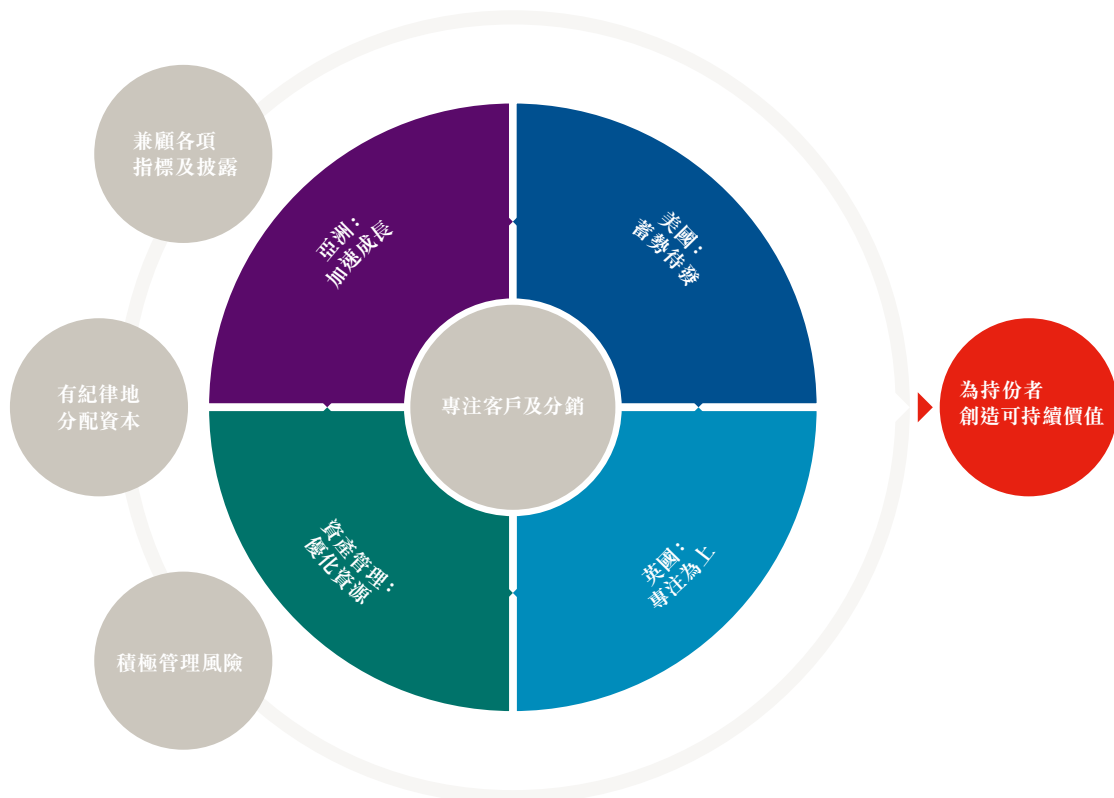 兼顧各項
指標及披露
亞洲：
加速成長
美國：
蓄勢待發
有紀律地
分配資本
專注客戶及分銷
為持份者
創造可持續價值
資產管理：
優化資源
英國：
專注為上
積極管理風險